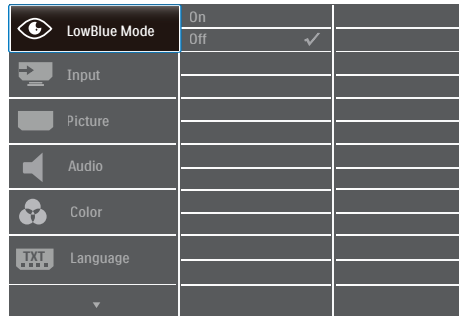 LowBlue Mode
On
Off
Input
Picture
Audio
Color
TXT
Language